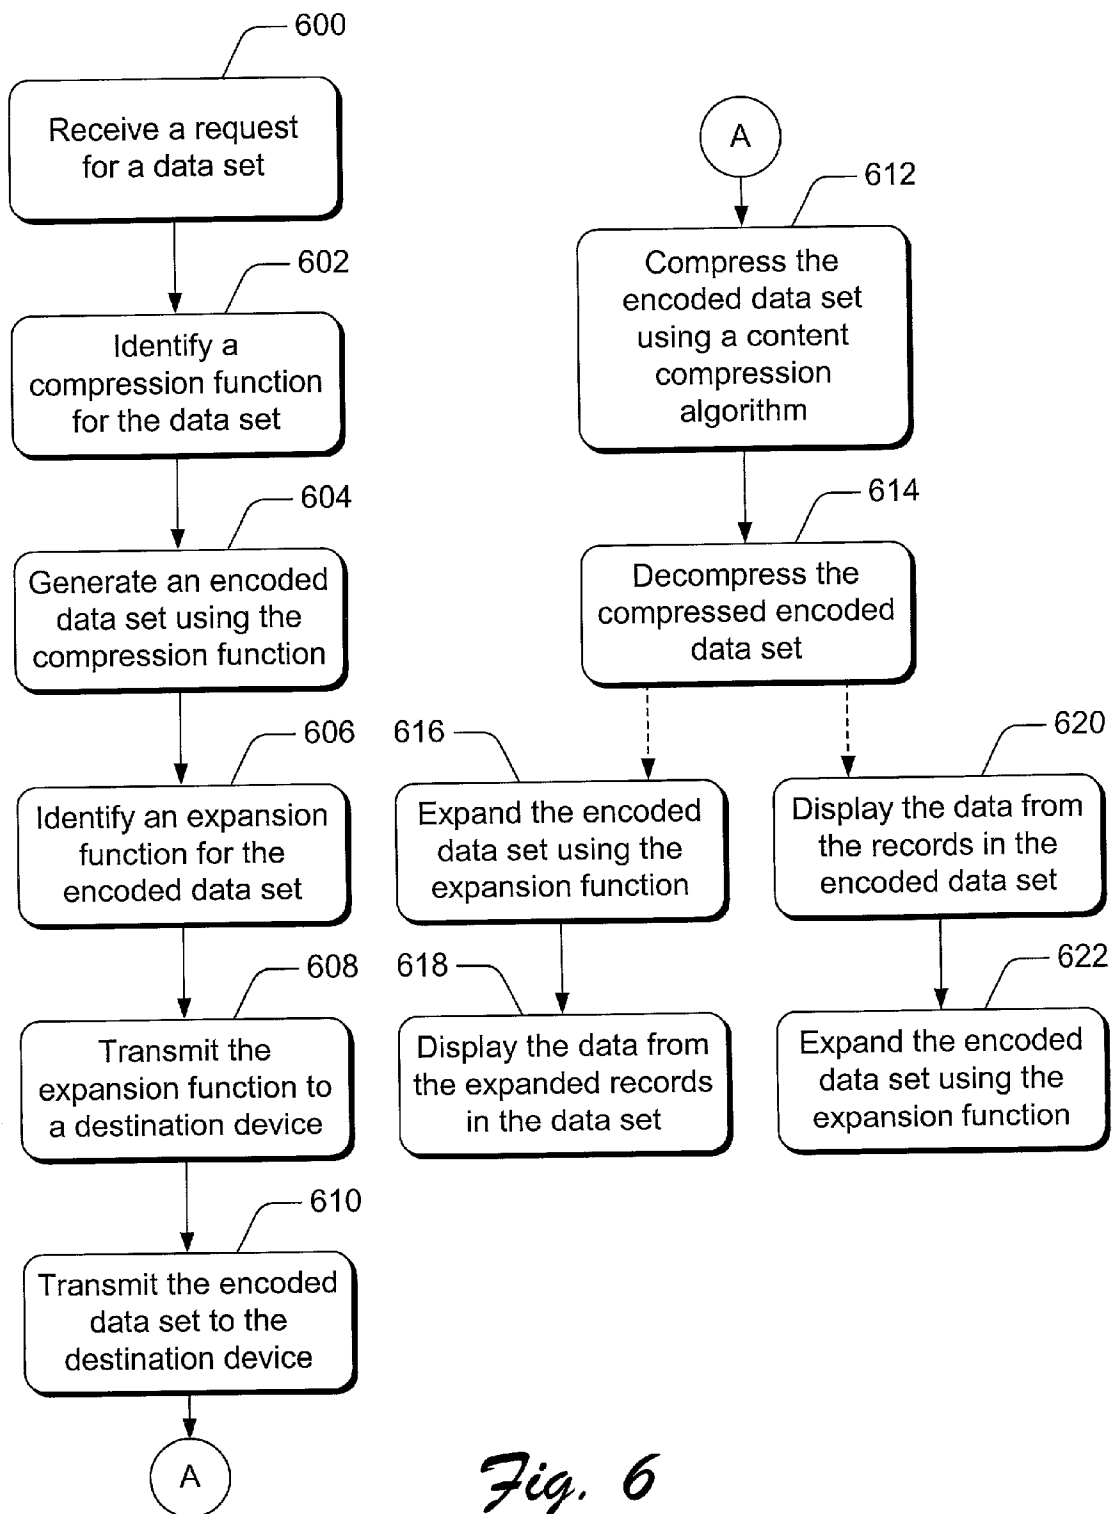 600
Receive a request
for a data set
602
Identify a
compression function
for the data set
604
Generate an encoded
data set using the
compression function
606
Identify an expansion
function for the
encoded data set
608
Transmit the
expansion function to
a destination device
610
Transmit the encoded
data set to the
destination device
A
A
612
Compress the
encoded data set
using a content
compression
algorithm
614
Decompress the
compressed encoded
data set
616
Expand the encoded
data set using the
expansion function
618
Display the data from
the expanded records
in the data set
620
Display the data from
the records in the
encoded data set
622
Expand the encoded
data set using the
expansion function
Fig. 6